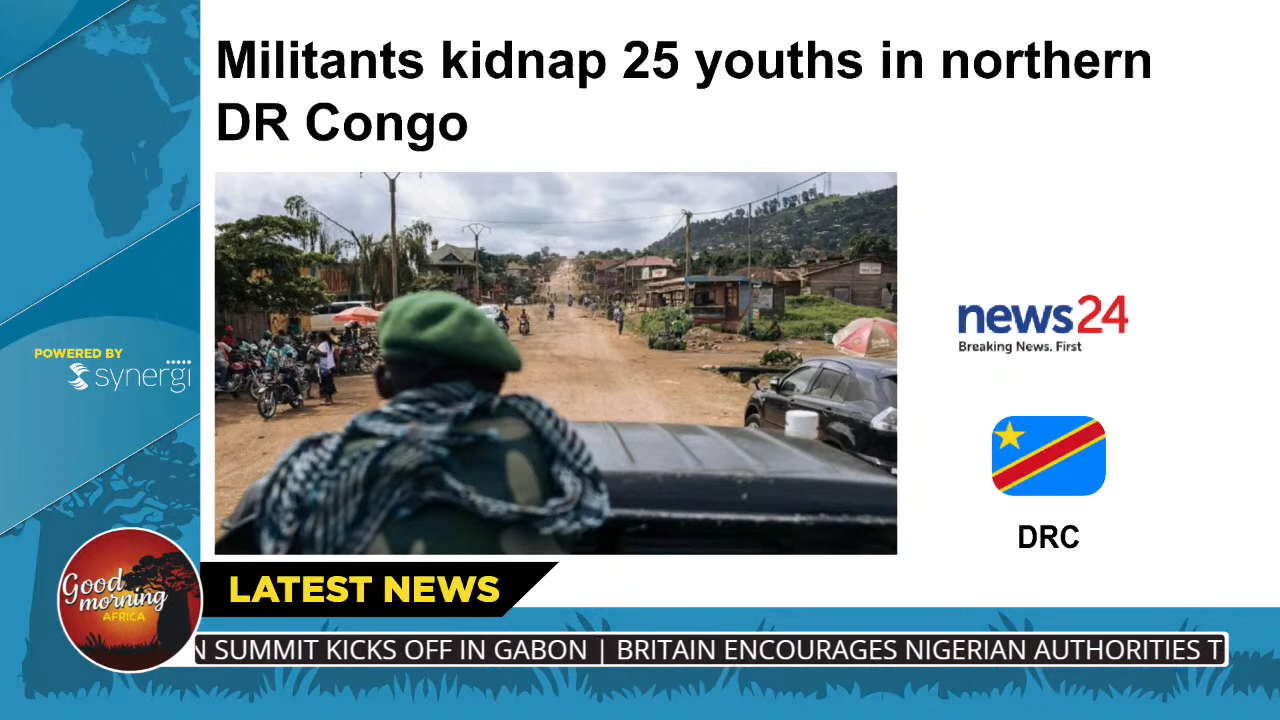 Militants kidnap 25 youths in northern
DR Congo
POWERED BY
synergi
news24
Breaking News. First
DRC
LATEST NEWS
Good
morning
AFRICA
N SUMMIT KICKS OFF IN GABON | BRITAIN ENCOURAGES NIGERIAN AUTHORITIES T